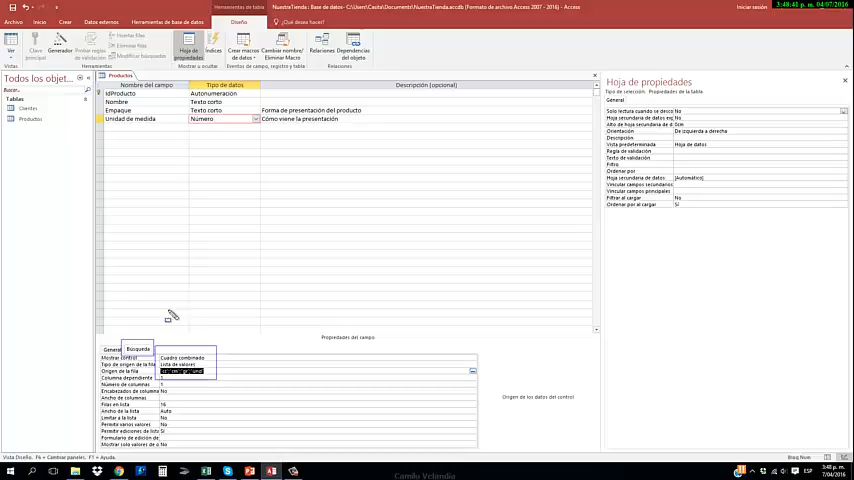 3:48:41 p. m. 04/07/2016
Herramientas de tabla
NuestraTienda : Base de datos- C:\Users\Casita\Documents\NuestraTienda.accdb (Formato de archivo Access 2007 - 2016) - Access
Iniciar sesión
Archivo Inicio Crear Datos externos Herramientas de base de datos Diseño ¿Qué desea hacer?
Ver
Clave principal
Generador
Probar reglas de validación
Insertar filas
Eliminar filas
Modificar búsquedas
Hoja de propiedades
Índices
Crear macros de datos
Cambiar nombre/Eliminar Macro
Relaciones
Dependencias del objeto
Vistas
Herramientas
Mostrar u ocultar
Eventos de campo, registro y tabla
Relaciones
Todos los objet...
Buscar...
Tablas
Clientes
Productos
Productos
Nombre del campo Tipo de datos Descripción (opcional)
IdProducto Autonumeración
Nombre Texto corto
Empaque Texto corto Forma de presentación del producto
Unidad de medida Número Cómo viene la presentación
Propiedades del campo
General Búsqueda
Mostrar control Cuadro combinado
Tipo de origen de la fila Lista de valores
Origen de la fila
Columna dependiente 1
Número de columnas 1
Encabezados de columna No
Ancho de columnas
Filas en lista 16
Ancho de la lista Auto
Limitar a la lista No
Permitir varios valores No
Permitir ediciones de lista Sí
Formulario de edición de
Mostrar solo valores de o No
Origen de los datos del control
Hoja de propiedades
Tipo de selección: Propiedades de la tabla
General
Solo lectura cuando se desco No
Hoja secundaria de datos ex No
Alto de hoja secundaria de d 0cm
Orientación De izquierda a derecha
Descripción
Vista predeterminada Hoja de datos
Regla de validación
Texto de validación
Filtro
Ordenar por
Hoja secundaria de datos [Automático]
Vincular campos secundarios
Vincular campos principales
Filtrar al cargar No
Ordenar por al cargar Sí
Vista Diseño. F6 = Cambiar paneles. F1 = Ayuda.
Bloq Num
Camilo Velandia
ESP
3:48 p. m.
7/04/2016